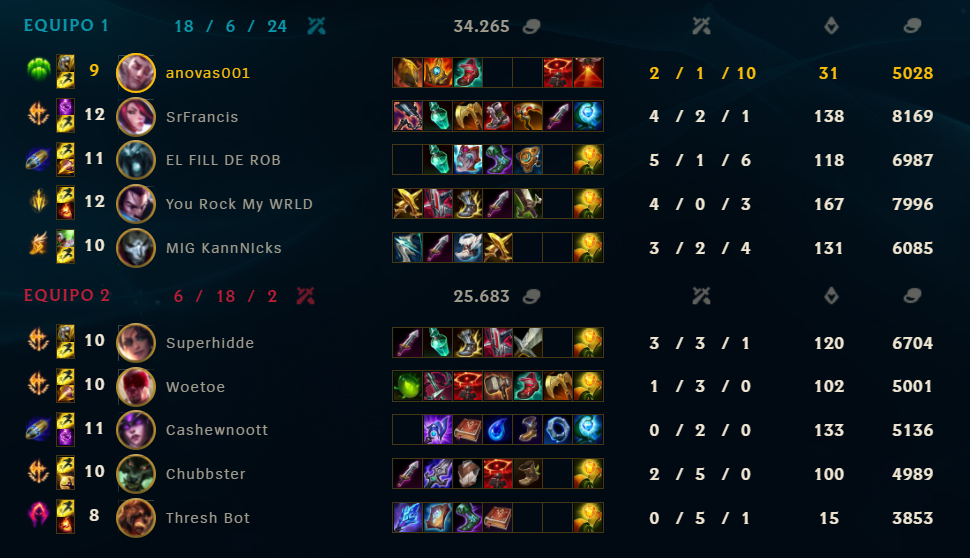 EQUIPO 1 18 / 6 / 24 34.265
9 anovas001 2 / 1 / 10 31 5028
12 SrFrancis 4 / 2 / 1 138 8169
11 EL FILL DE ROB 5 / 1 / 6 118 6987
12 You Rock My WRLD 4 / 0 / 3 167 7996
10 MIG KannNIcks 3 / 2 / 4 131 6085
EQUIPO 2 6 / 18 / 2 25.683
10 Superhidde 3 / 3 / 1 120 6704
10 Woetoe 1 / 3 / 0 102 5001
11 Cashewnoott 0 / 2 / 0 133 5136
10 Chubbster 2 / 5 / 0 100 4989
8 Thresh Bot 0 / 5 / 1 15 3853